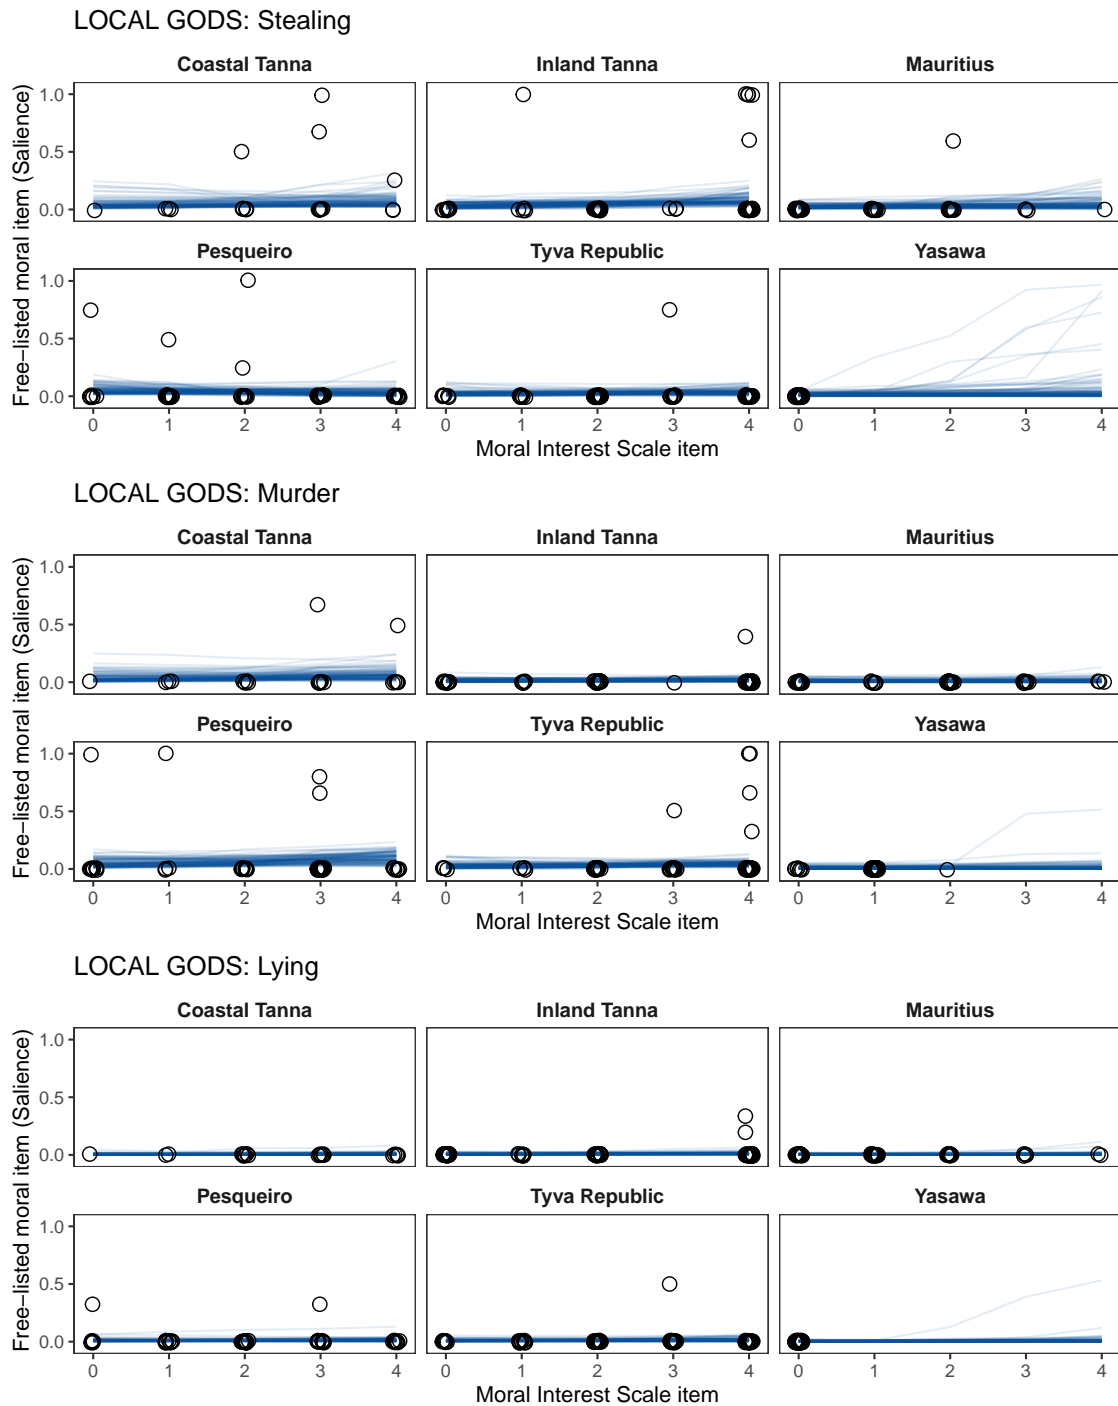 LOCAL GODS: Stealing
Coastal Tanna Inland Tanna Mauritius
1.0
0.5
0.0
Pesqueiro Tyva Republic Yasawa
1.0
0.5
0.0
0 1 2 3 4 0 1 2 3 4 0 1 2 3 4
Moral Interest Scale item
Free−listed moral item (Salience)
LOCAL GODS: Murder
Coastal Tanna Inland Tanna Mauritius
1.0
0.5
0.0
Pesqueiro Tyva Republic Yasawa
1.0
0.5
0.0
0 1 2 3 4 0 1 2 3 4 0 1 2 3 4
Moral Interest Scale item
Free−listed moral item (Salience)
LOCAL GODS: Lying
Coastal Tanna Inland Tanna Mauritius
1.0
0.5
0.0
Pesqueiro Tyva Republic Yasawa
1.0
0.5
0.0
0 1 2 3 4 0 1 2 3 4 0 1 2 3 4
Moral Interest Scale item
Free−listed moral item (Salience)